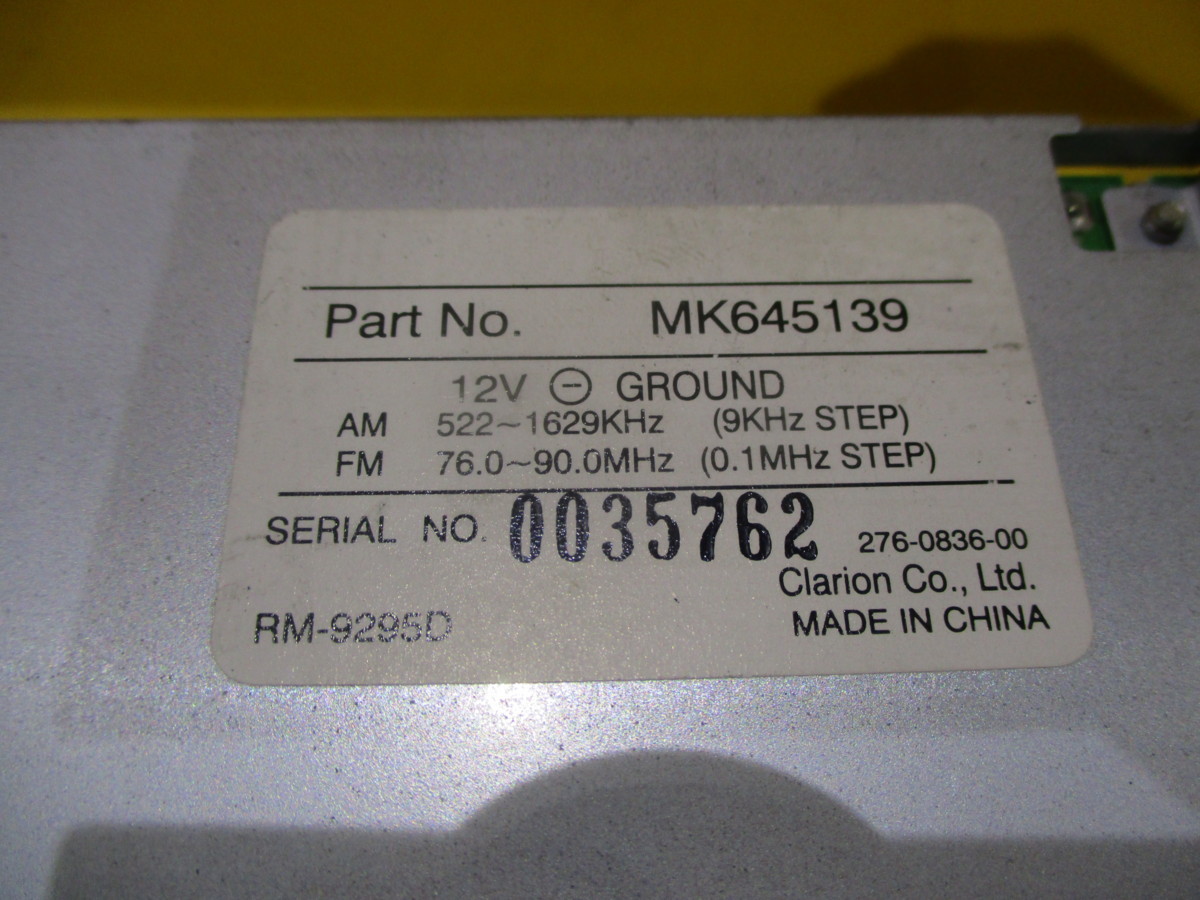 Part No. MK645139
12V ⊖ GROUND
AM 522~1629KHz (9KHz STEP)
FM 76.0~90.0MHz (0.1MHz STEP)
SERIAL NO. 0035762 276-0836-00
Clarion Co., Ltd.
RM-9295D MADE IN CHINA